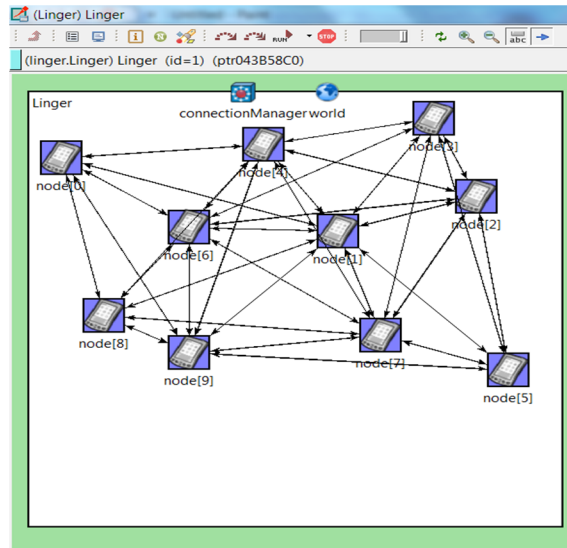 (Linger) Linger
RUN
STOP
abc
(linger.Linger) Linger (id=1) (ptr043B58C0)
Linger
connectionManager world
node[3]
node[4]
node[0]
node[2]
node[6]
node[1]
node[8]
node[7]
node[9]
node[5]